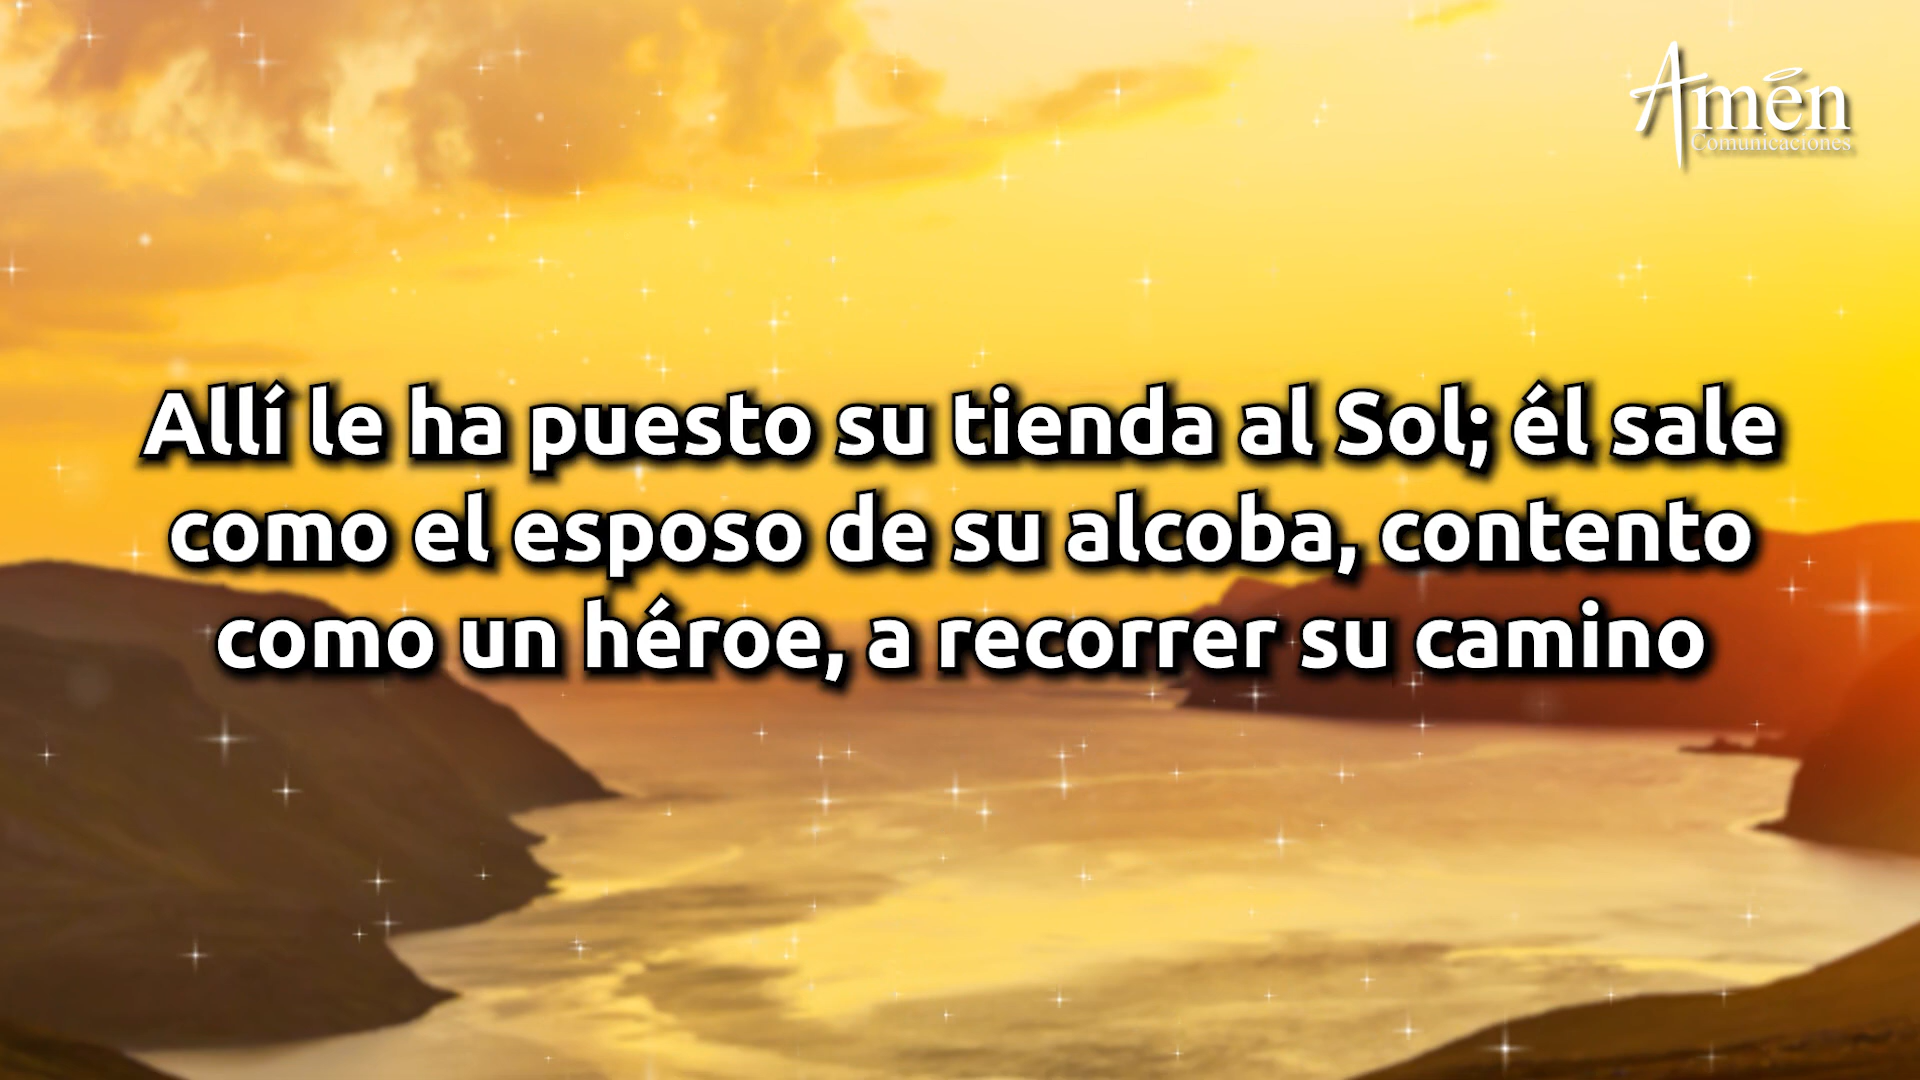 Amén
Comunicaciones
Allí le ha puesto su tienda al Sol; él sale
como el esposo de su alcoba, contento
como un héroe, a recorrer su camino